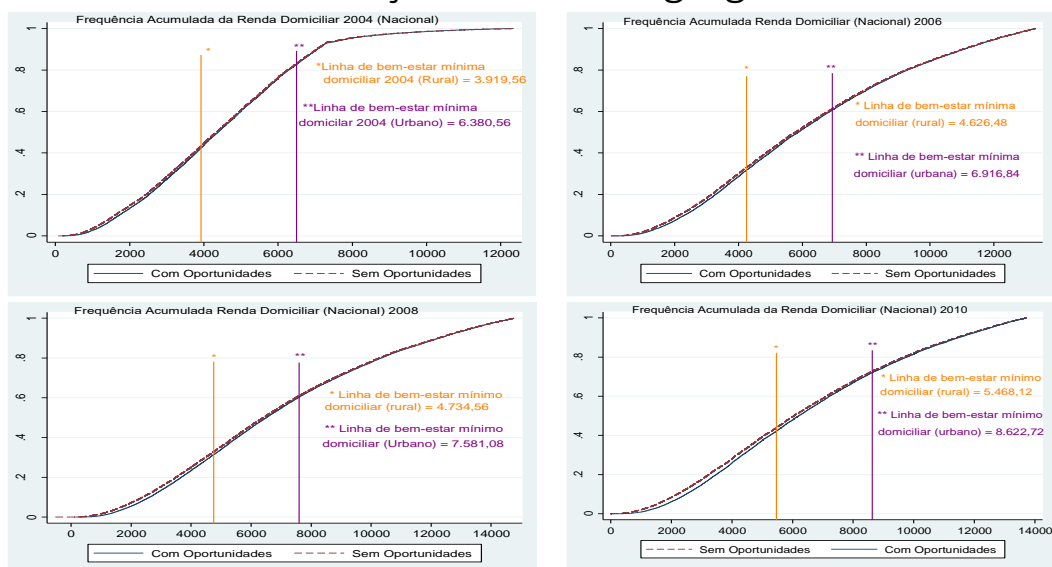 Frequência Acumulada da Renda Domiciliar 2004 (Nacional)
1
.8
.6
.4
.2
0
*
**
*Linha de bem-estar mínima
domiciliar 2004 (Rural) = 3.919,56
**Linha de bem-estar mínima
domicilar 2004 (Urbano) = 6.380,56
0 2000 4000 6000 8000 10000 12000
Com Oportunidades Sem Oportunidades
Frequência Acumulada Renda Domiciliar (Nacional) 2006
1
.8
.6
.4
.2
0
*
**
* Linha de bem-estar mínima
domiciliar (rural) = 4.626,48
** Linha de bem-estar mínima
domiciliar (urbana) = 6.916,84
0 2000 4000 6000 8000 10000 12000
Com Oportunidades Sem Oportunidades
Frequência Acumulada Renda Domiciliar (Nacional) 2008
1
.8
.6
.4
.2
0
*
**
* Linha de bem-estar mínimo
domiciliar (rural) = 4.734,56
** Linha de bem-estar mínimo
domiciliar (Urbano) = 7.581,08
0 2000 4000 6000 8000 10000 12000 14000
Com Oportunidades Sem Oportunidades
Frequência Acumulada da Renda Domiciliar (Nacional) 2010
1
.8
.6
.4
.2
0
*
**
* Linha de bem-estar mínimo
domiciliar (rural) = 5.468,12
** Linha de bem-estar mínimo
domiciliar (urbano) = 8.622,72
0 2000 4000 6000 8000 10000 12000 14000
Sem Oportunidades Com Oportunidades